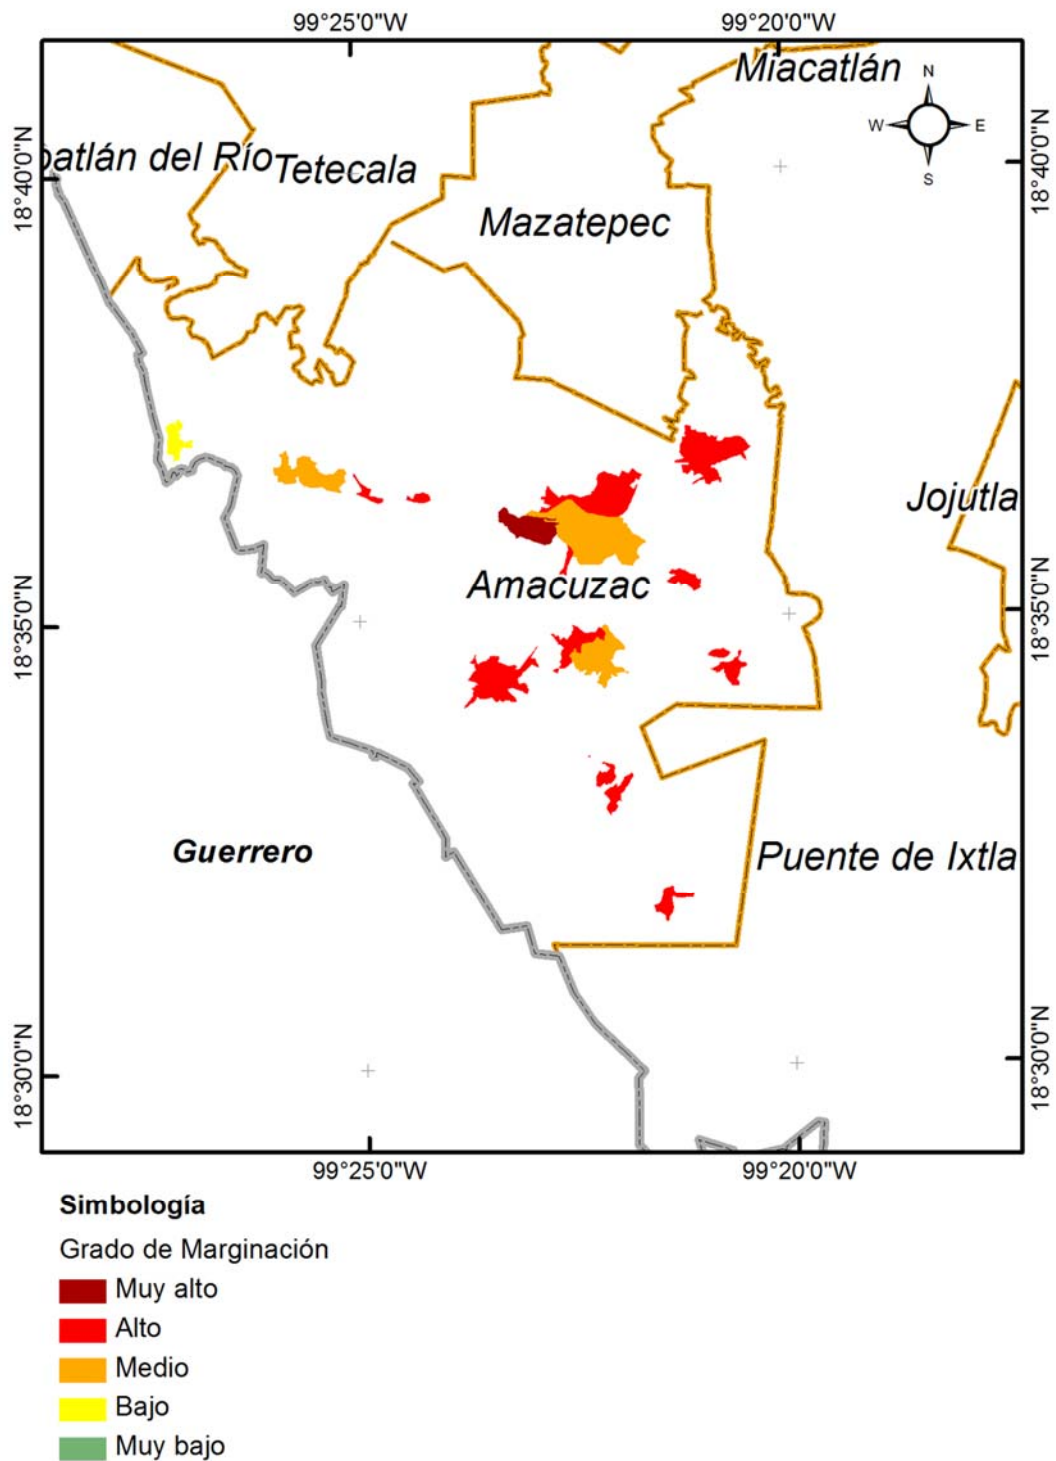 99°25'0"W
99°20'0"W
Miacatlán
N
W
E
S
18°40'0"N
18°40'0"N
oatlán del Río
Tetecala
Mazatepec
Jojutla
Amacuzac
18°35'0"N
18°35'0"N
Guerrero
Puente de Ixtla
18°30'0"N
18°30'0"N
99°25'0"W
99°20'0"W
Simbología
Grado de Marginación
Muy alto
Alto
Medio
Bajo
Muy bajo